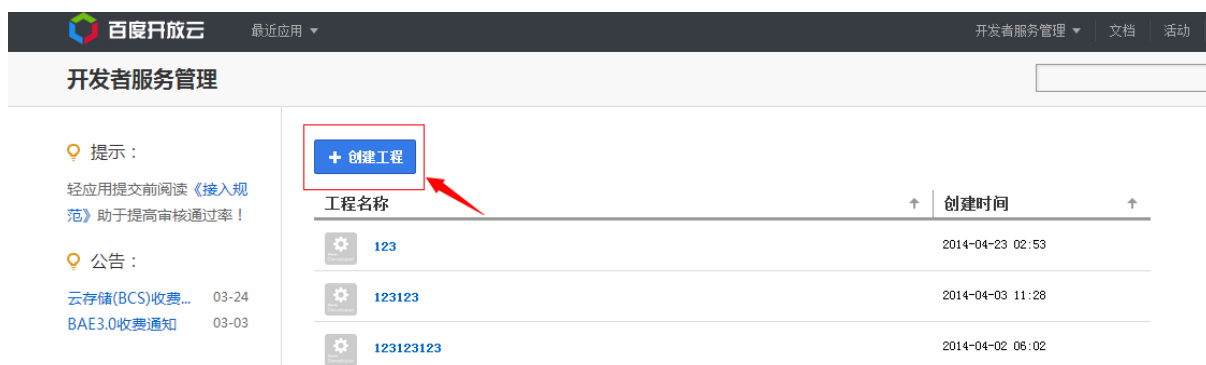 百度开放云 最近应用 开发者服务管理 文档 活动
开发者服务管理
提示：
轻应用提交前阅读《接入规
范》助于提高审核通过率！
公告：
云存储(BCS)收费... 03-24
BAE3.0收费通知 03-03
+ 创建工程
工程名称 ↑ 创建时间 ↑
123 2014-04-23 02:53
123123 2014-04-03 11:28
123123123 2014-04-02 06:02